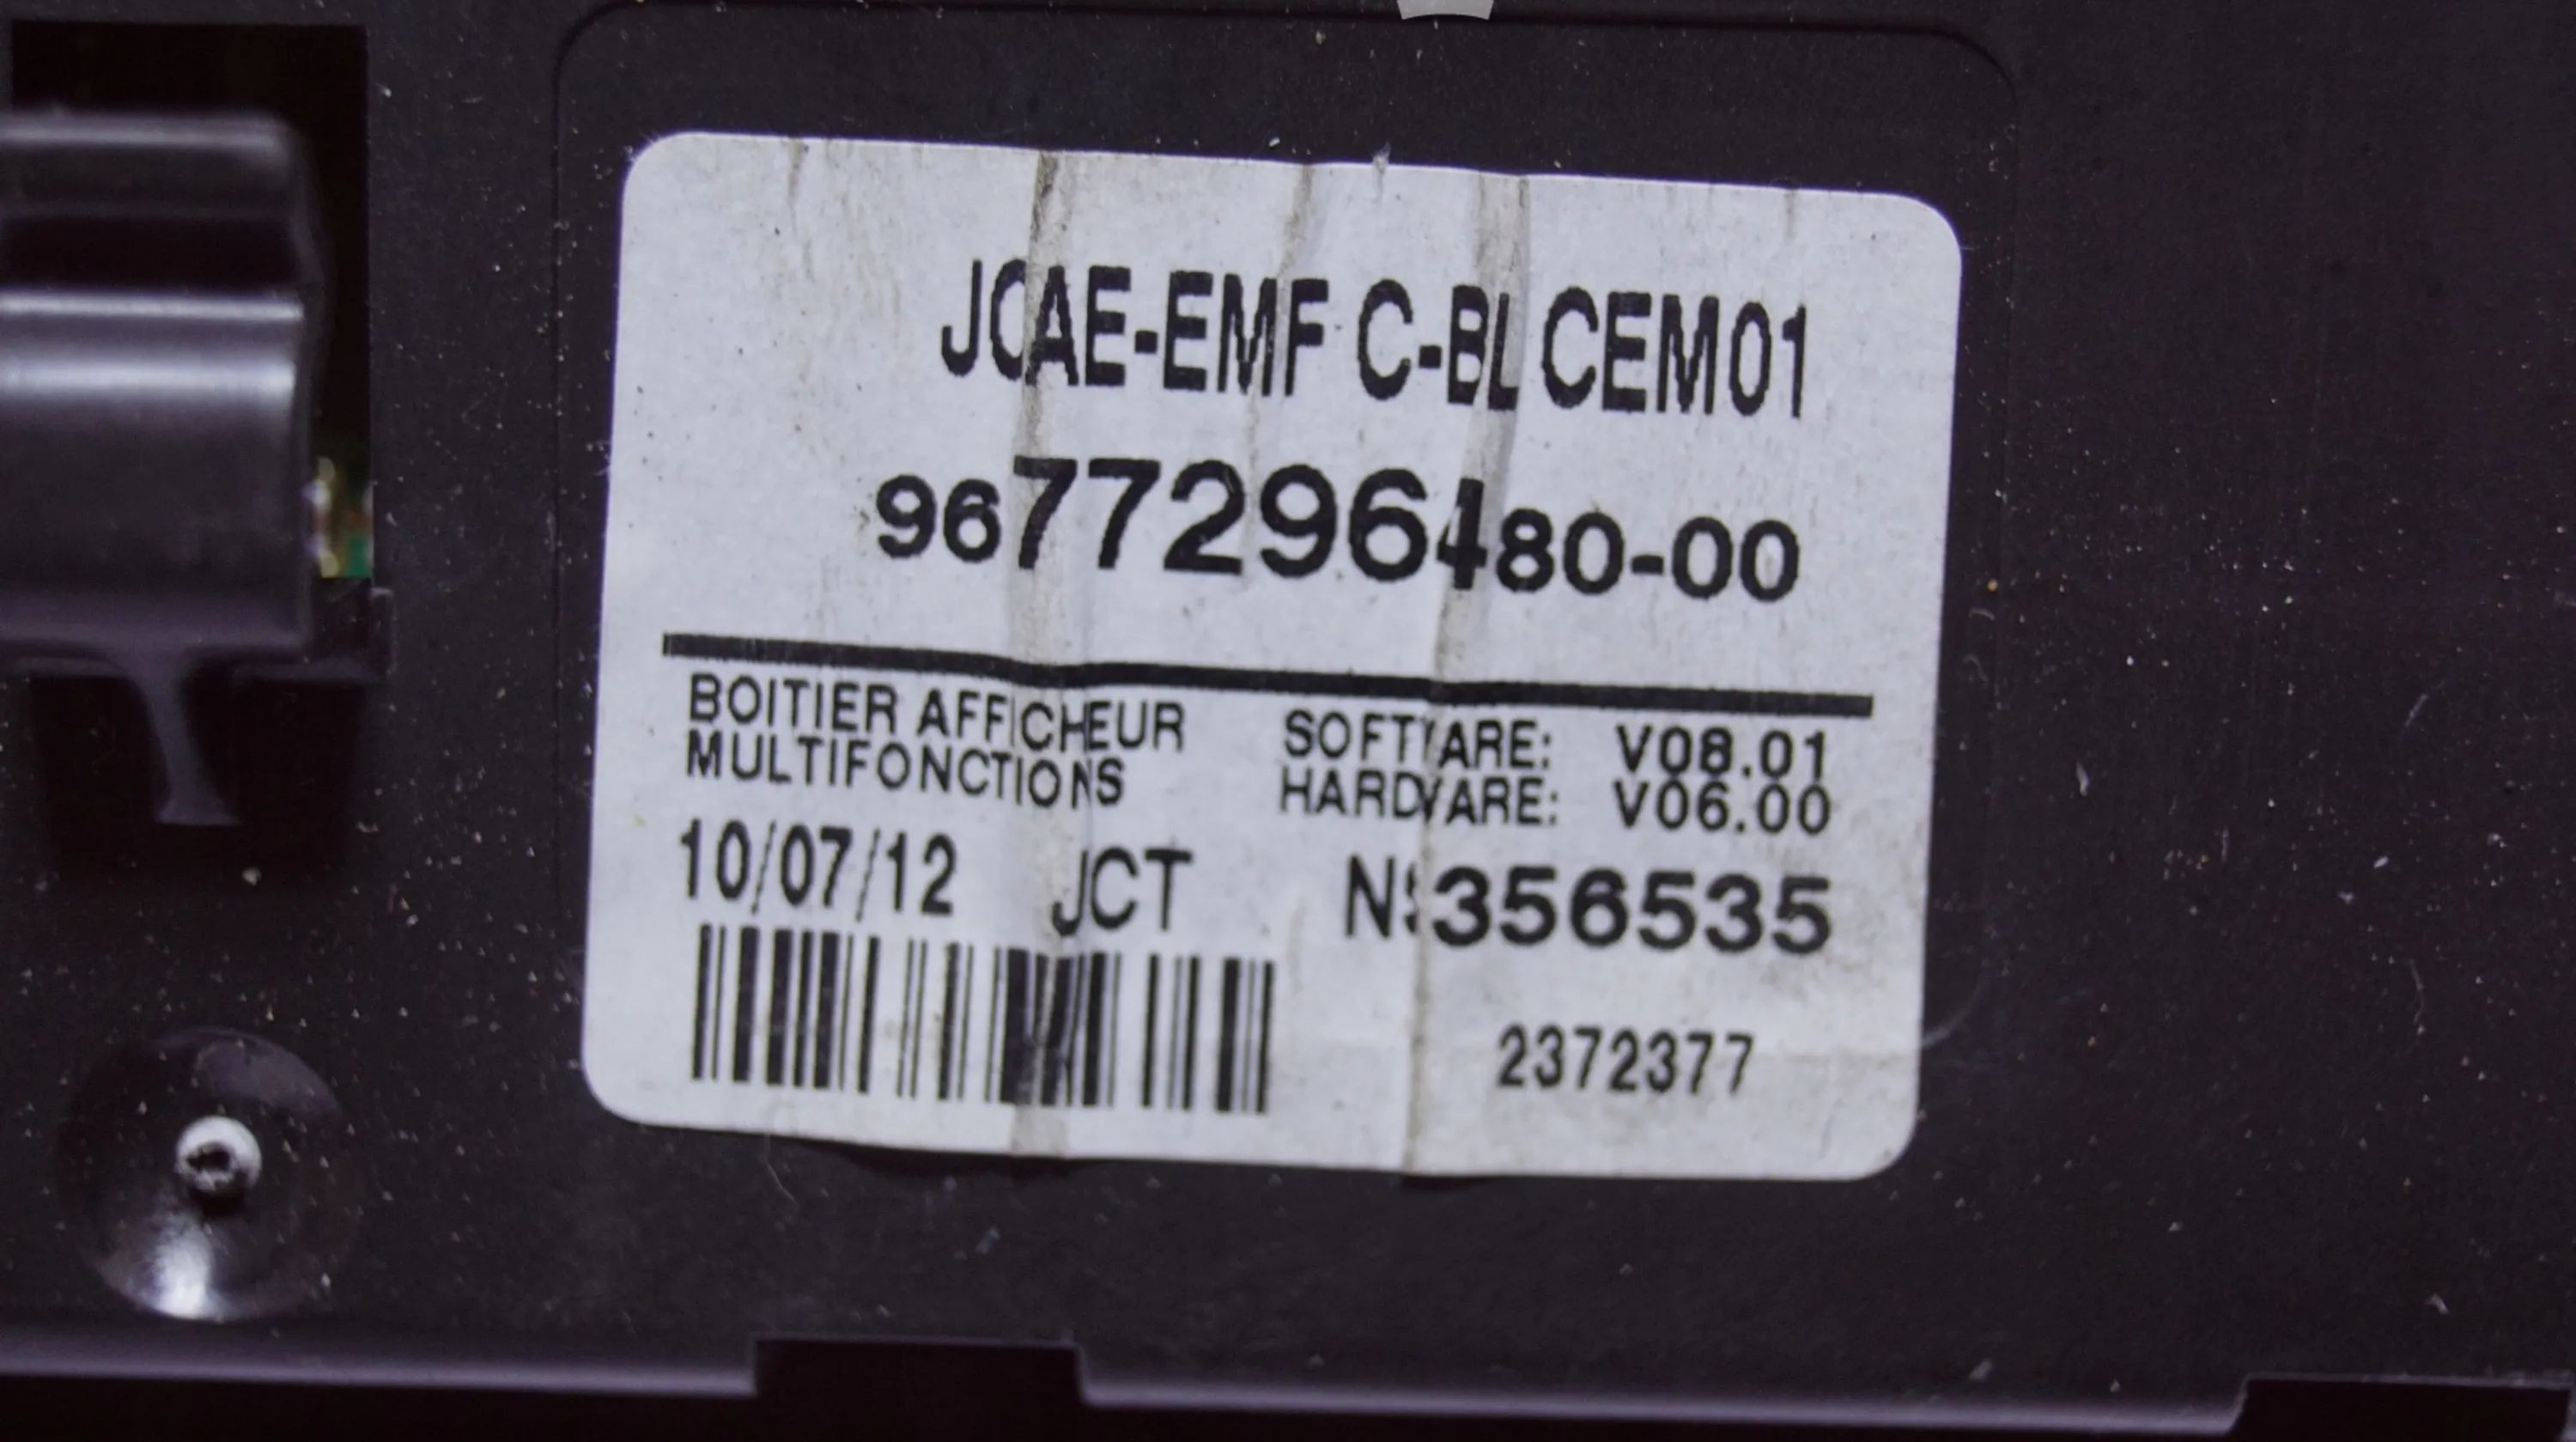 JCAE-EMF C-BL CEM01
9677296480-00
BOITIER AFFICHEUR
MULTIFONCTIONS
SOFTWARE: V08.01
HARDWARE: V06.00
10/07/12 JCT 356535
2372377